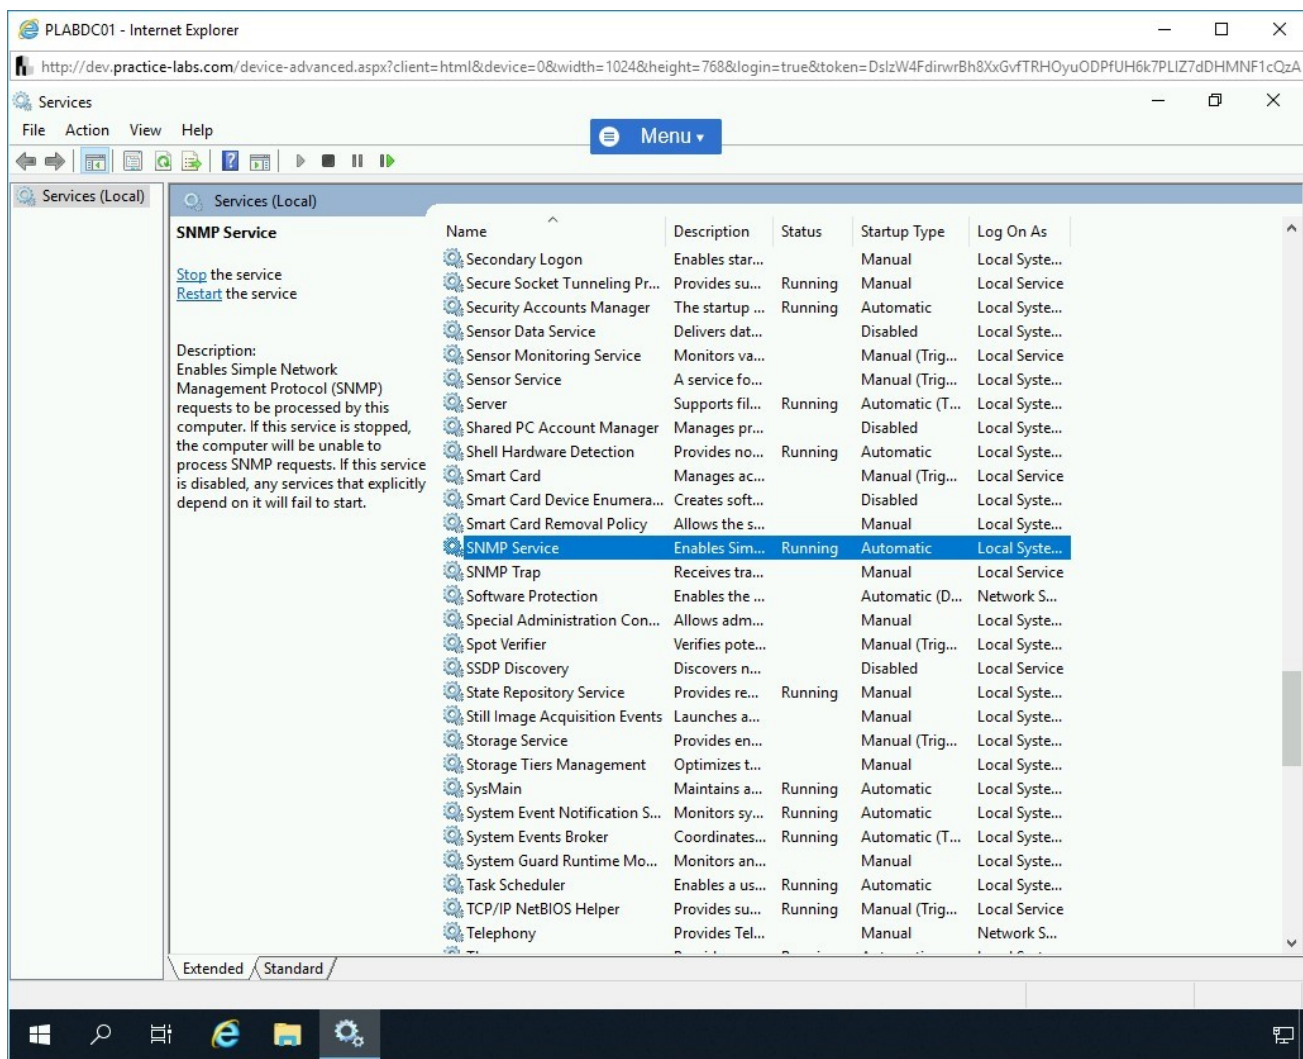 PLABDC01 - Internet Explorer
http://dev.practice-labs.com/device-advanced.aspx?client=html&device=0&width=1024&height=768&login=true&token=DsIzW4FdirwrBh8XxGvfTRHOyuODPfUH6k7PLIZ7dDHMNF1cQzA
Services
File Action View Help
Menu
Services (Local)
Services (Local)
SNMP Service
Stop the service
Restart the service
Description:
Enables Simple Network
Management Protocol (SNMP)
requests to be processed by this
computer. If this service is stopped,
the computer will be unable to
process SNMP requests. If this service
is disabled, any services that explicitly
depend on it will fail to start.
Name Description Status Startup Type Log On As
Secondary Logon Enables star... Manual Local Syste...
Secure Socket Tunneling Pr... Provides su... Running Manual Local Service
Security Accounts Manager The startup ... Running Automatic Local Syste...
Sensor Data Service Delivers dat... Disabled Local Syste...
Sensor Monitoring Service Monitors va... Manual (Trig... Local Service
Sensor Service A service fo... Manual (Trig... Local Syste...
Server Supports fil... Running Automatic (T... Local Syste...
Shared PC Account Manager Manages pr... Disabled Local Syste...
Shell Hardware Detection Provides no... Running Automatic Local Syste...
Smart Card Manages ac... Manual (Trig... Local Service
Smart Card Device Enumera... Creates soft... Disabled Local Syste...
Smart Card Removal Policy Allows the s... Manual Local Syste...
SNMP Service Enables Sim... Running Automatic Local Syste...
SNMP Trap Receives tra... Manual Local Service
Software Protection Enables the ... Automatic (D... Network S...
Special Administration Con... Allows adm... Manual Local Syste...
Spot Verifier Verifies pote... Manual (Trig... Local Syste...
SSDP Discovery Discovers n... Disabled Local Service
State Repository Service Provides re... Running Manual Local Syste...
Still Image Acquisition Events Launches a... Manual Local Syste...
Storage Service Provides en... Manual (Trig... Local Syste...
Storage Tiers Management Optimizes t... Manual Local Syste...
SysMain Maintains a... Running Automatic Local Syste...
System Event Notification S... Monitors sy... Running Automatic Local Syste...
System Events Broker Coordinates... Running Automatic (T... Local Syste...
System Guard Runtime Mo... Monitors an... Manual Local Syste...
Task Scheduler Enables a us... Running Automatic Local Syste...
TCP/IP NetBIOS Helper Provides su... Running Manual (Trig... Local Service
Telephony Provides Tel... Manual Network S...
Extended Standard